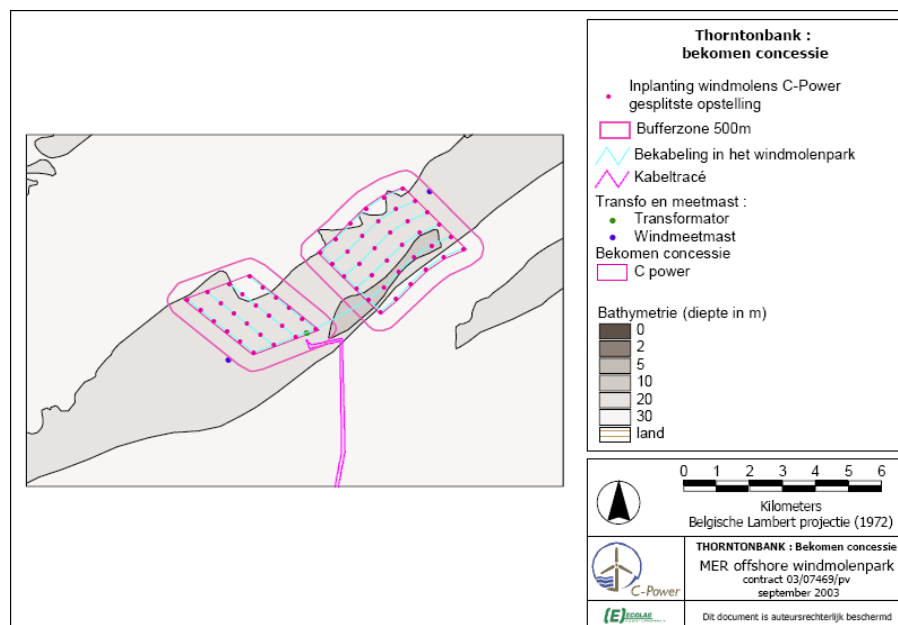 Thorntonbank :
bekomen concessie
Inplanting windmolens C-Power
gesplitste opstelling
Bufferzone 500m
Bekabeling in het windmolenpark
Kabeltracé
Transfo en meetmast :
Transformator
Windmeetmast
Bekomen concessie
C power
Bathymetrie (diepte in m)
0
2
5
10
20
30
land
0 1 2 3 4 5 6
Kilometers
Belgische Lambert projectie (1972)
THORNTONBANK : Bekomen concessie
MER offshore windmolenpark
contract 03/07469/pv
september 2003
C-Power
(E) ECOLAS
Dit document is auteursrechterlijk beschermd